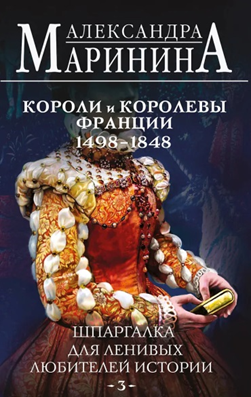 АЛЕКСАНДРА
МАРИНИНА
КОРОЛИ И КОРОЛЕВЫ
ФРАНЦИИ
1498–1848
ШПАРГАЛКА
ДЛЯ ЛЕНИВЫХ
ЛЮБИТЕЛЕЙ ИСТОРИИ
-3-